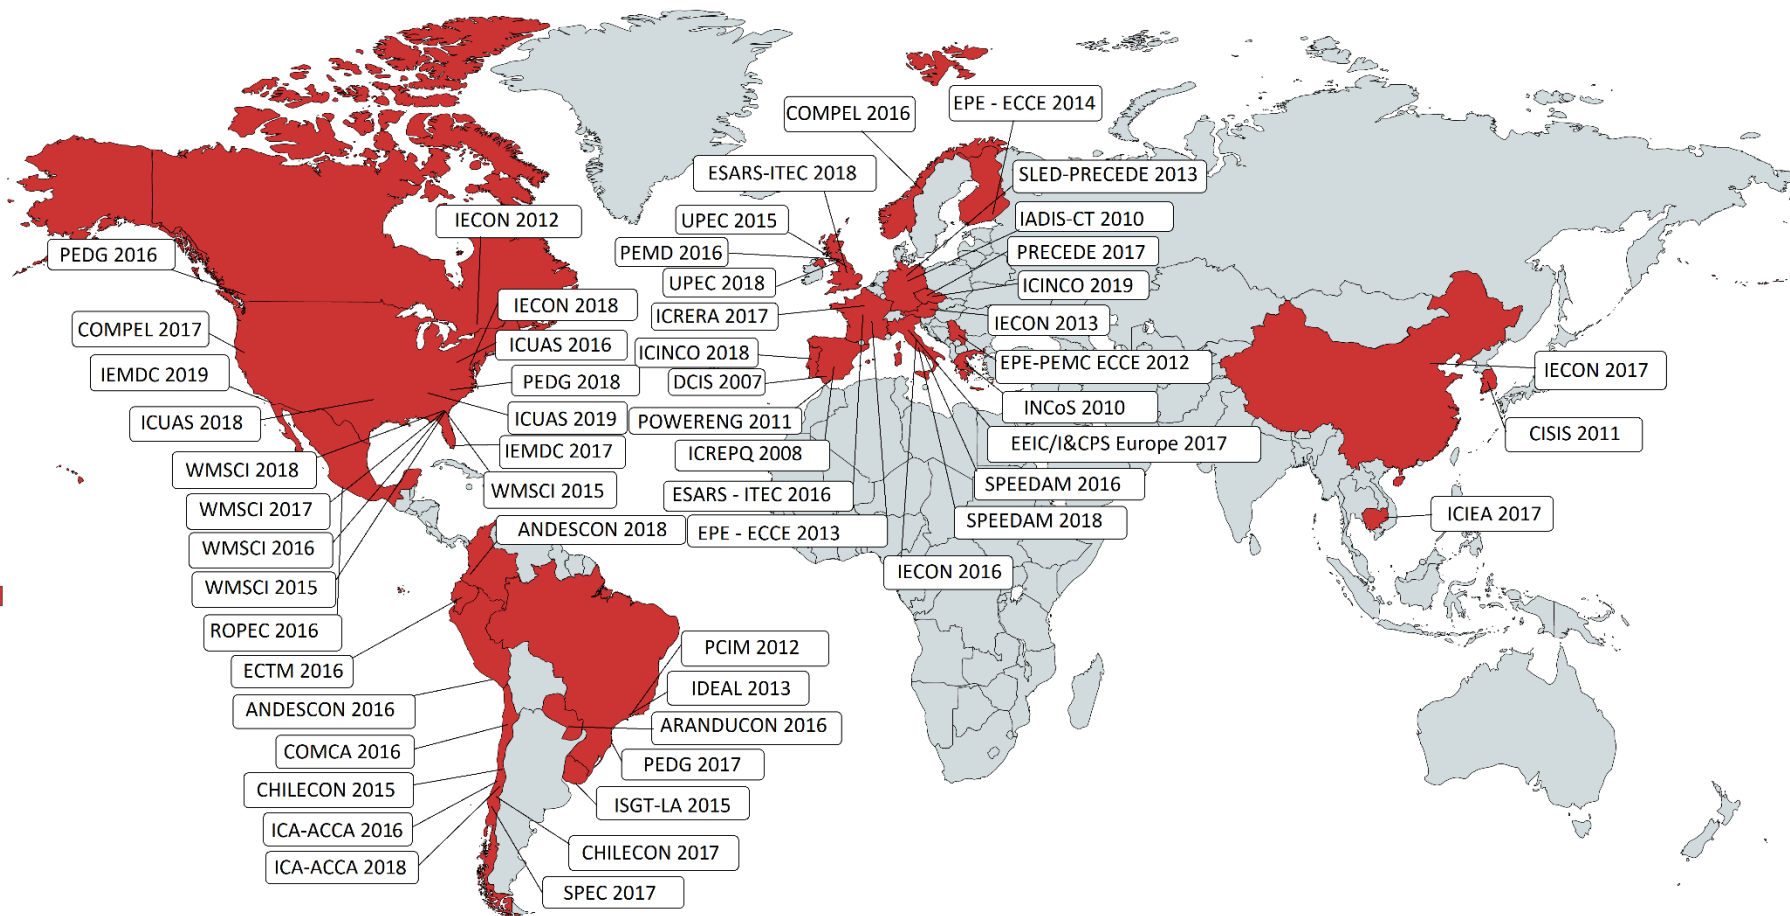 COMPEL 2016
EPE - ECCE 2014
ESARS-ITEC 2018
SLED-PRECEDE 2013
IECON 2012
UPEC 2015
IADIS-CT 2010
PEDG 2016
PEMD 2016
PRECEDE 2017
UPEC 2018
ICINCO 2019
IECON 2018
ICRERA 2017
IECON 2013
COMPEL 2017
ICUAS 2016
ICINCO 2018
EPE-PEMC ECCE 2012
IECON 2017
IEMDC 2019
PEDG 2018
DCIS 2007
INCoS 2010
ICUAS 2018
ICUAS 2019
POWERENG 2011
CISIS 2011
IEMDC 2017
ICREPQ 2008
EEIC/I&CPS Europe 2017
WMSCI 2018
WMSCI 2015
ESARS - ITEC 2016
SPEEDAM 2016
WMSCI 2017
ICIEA 2017
ANDESCON 2018
EPE - ECCE 2013
SPEEDAM 2018
WMSCI 2016
IECON 2016
WMSCI 2015
ROPEC 2016
PCIM 2012
ECTM 2016
IDEAL 2013
ANDESCON 2016
ARANDUCON 2016
COMCA 2016
PEDG 2017
CHILECON 2015
ISGT-LA 2015
ICA-ACCA 2016
CHILECON 2017
ICA-ACCA 2018
SPEC 2017